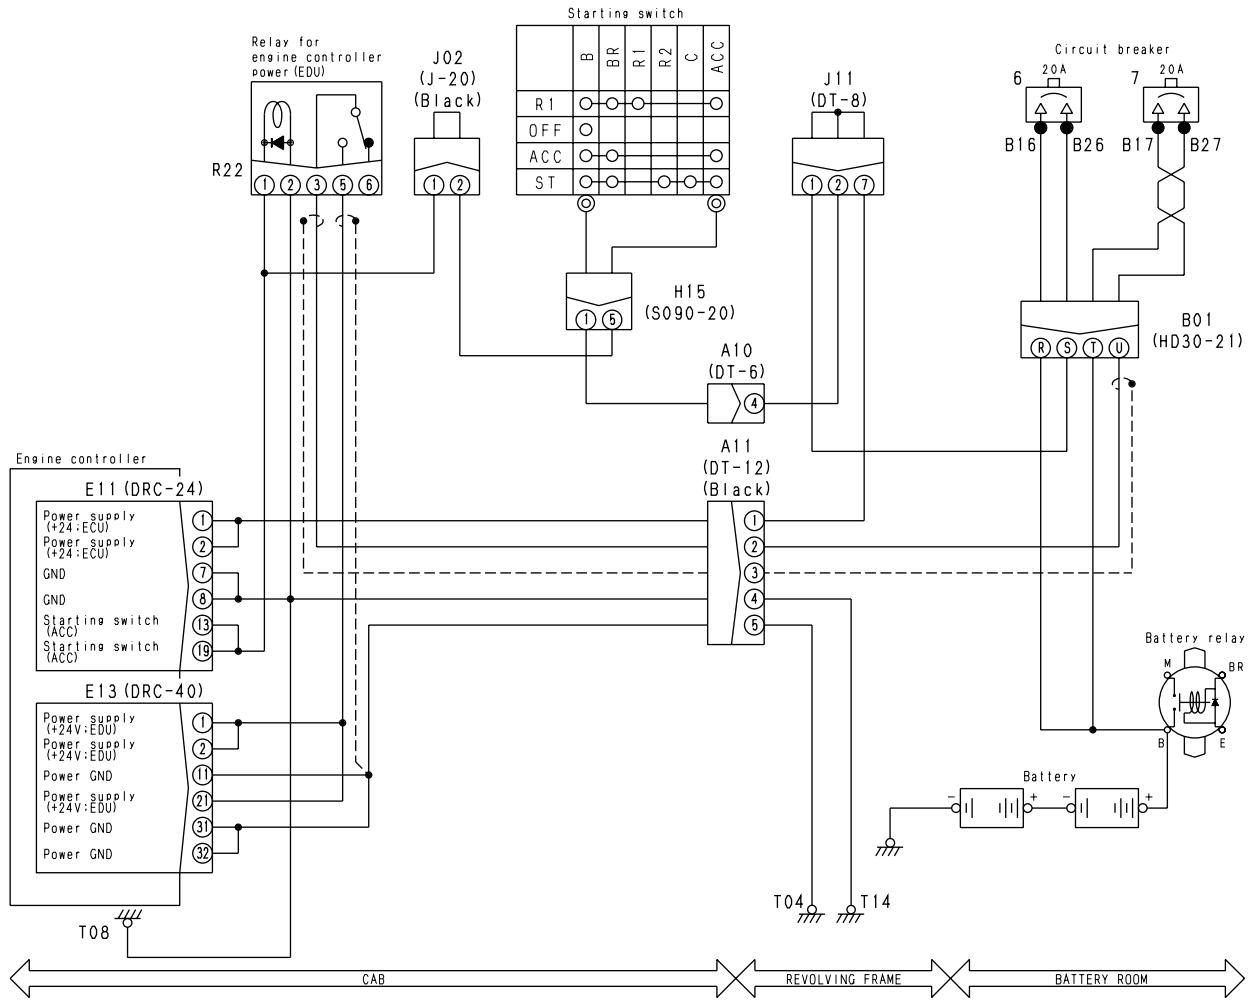 Starting switch
Relay for
engine controller
power (EDU)
R22
1 2 3 5 6
J02
(J-20)
(Black)
1 2
B BR R1 R2 C ACC
R1
OFF
ACC
ST
J11
(DT-8)
1 2 7
Circuit breaker
6 20A
7 20A
B16 B26 B17 B27
H15
(S090-20)
1 5
B01
(HD30-21)
R S T U
A10
(DT-6)
4
A11
(DT-12)
(Black)
1
2
3
4
5
Engine controller
E11 (DRC-24)
Power supply
(+24;ECU)
1
Power supply
(+24;ECU)
2
GND 7
GND 8
Starting switch
(ACC)
13
Starting switch
(ACC)
19
E13 (DRC-40)
Power supply
(+24V;EDU)
1
Power supply
(+24V;EDU)
2
Power GND 11
Power supply
(+24V;EDU)
21
Power GND 31
Power GND 32
Battery relay
M BR
B E
Battery
- + - +
T04 T14
T08
CAB REVOLVING FRAME BATTERY ROOM